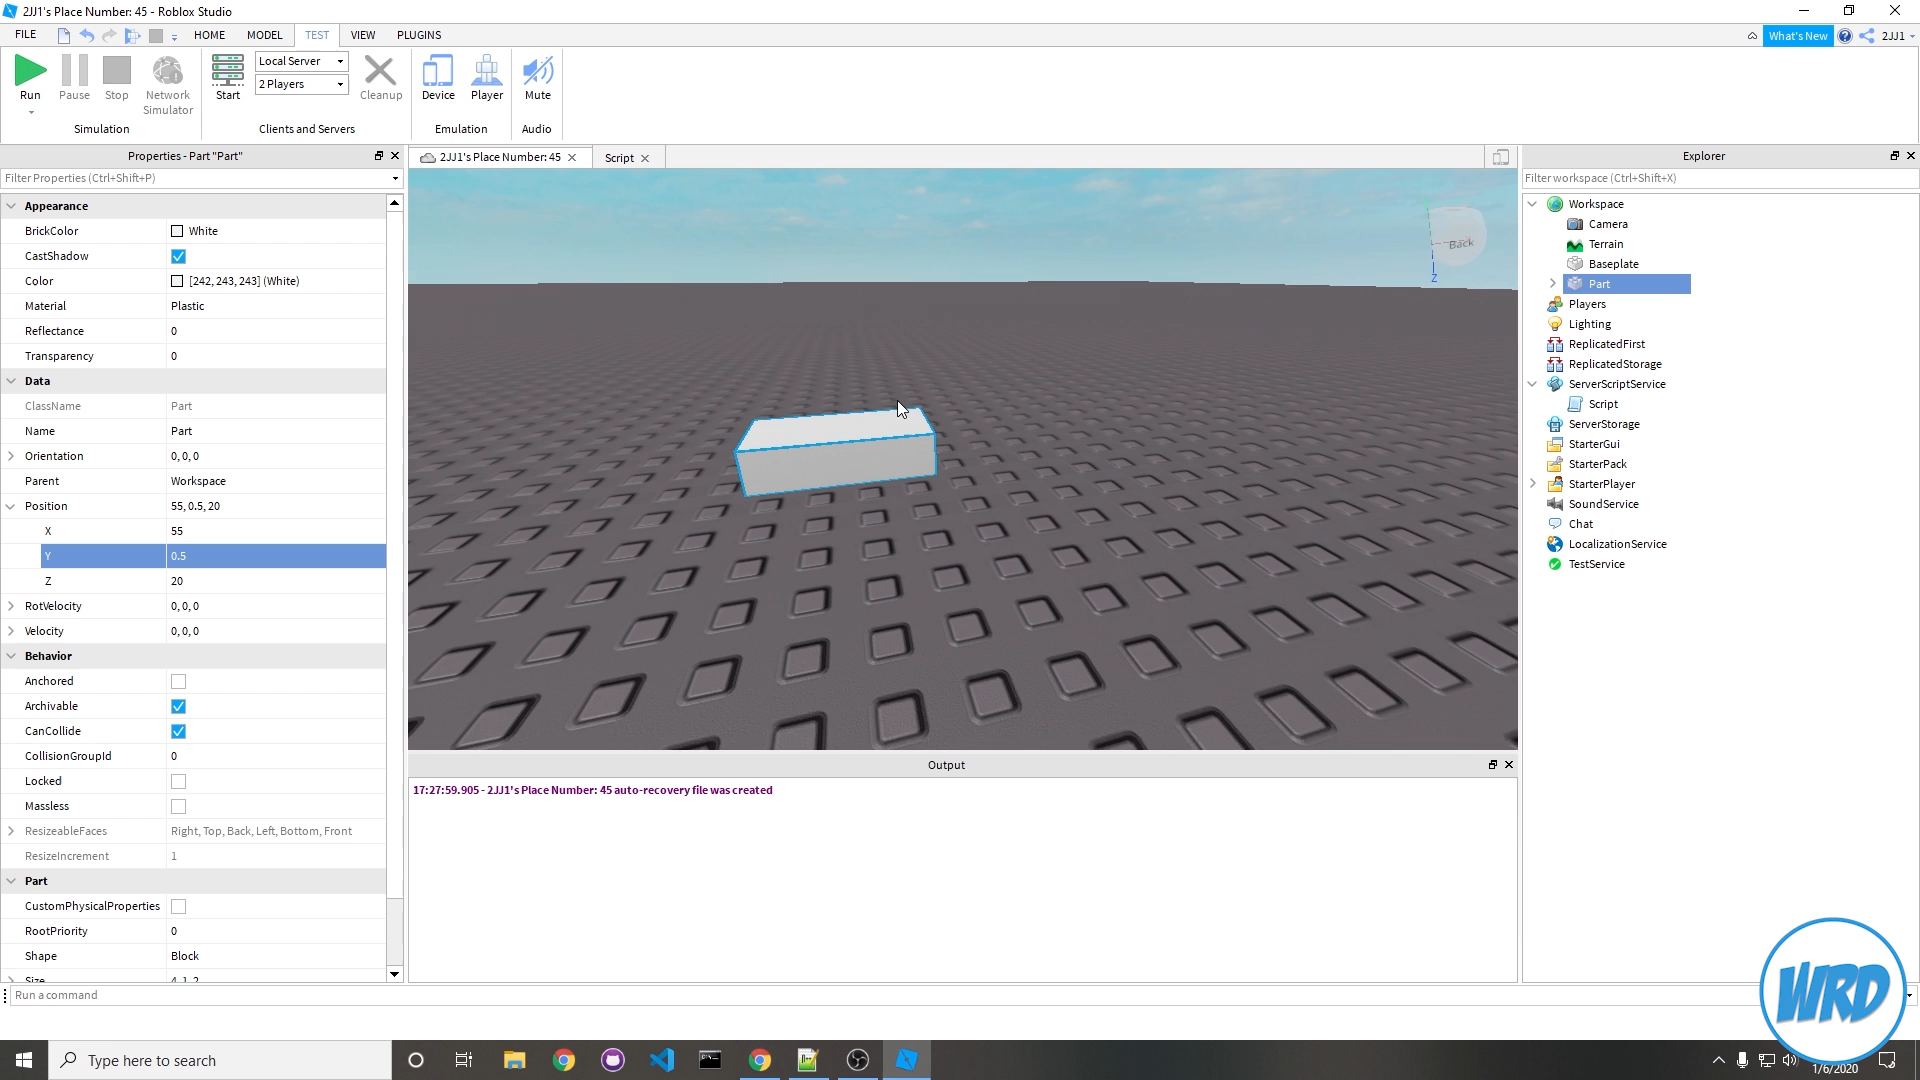 2JJ1's Place Number: 45 - Roblox Studio
FILE HOME MODEL TEST VIEW PLUGINS What's New 2JJ1
Run Pause Stop Network Simulator
Start Local Server
2 Players
Cleanup Device Player Mute
Simulation Clients and Servers Emulation Audio
Properties - Part "Part"
Filter Properties (Ctrl+Shift+P)
Appearance
BrickColor White
CastShadow
Color [242, 243, 243] (White)
Material Plastic
Reflectance 0
Transparency 0
Data
ClassName Part
Name Part
Orientation 0, 0, 0
Parent Workspace
Position 55, 0.5, 20
X 55
Y 0.5
Z 20
RotVelocity 0, 0, 0
Velocity 0, 0, 0
Behavior
Anchored
Archivable
CanCollide
CollisionGroupId 0
Locked
Massless
ResizeableFaces Right, Top, Back, Left, Bottom, Front
ResizeIncrement 1
Part
CustomPhysicalProperties
RootPriority 0
Shape Block
Size 4, 1, 2
2JJ1's Place Number: 45
Script
Back
Z
Output
17:27:59.905 - 2JJ1's Place Number: 45 auto-recovery file was created
Explorer
Filter workspace (Ctrl+Shift+X)
Workspace
Camera
Terrain
Baseplate
Part
Players
Lighting
ReplicatedFirst
ReplicatedStorage
ServerScriptService
Script
ServerStorage
StarterGui
StarterPack
StarterPlayer
SoundService
Chat
LocalizationService
TestService
Run a command
WRD
Type here to search
1/6/2020